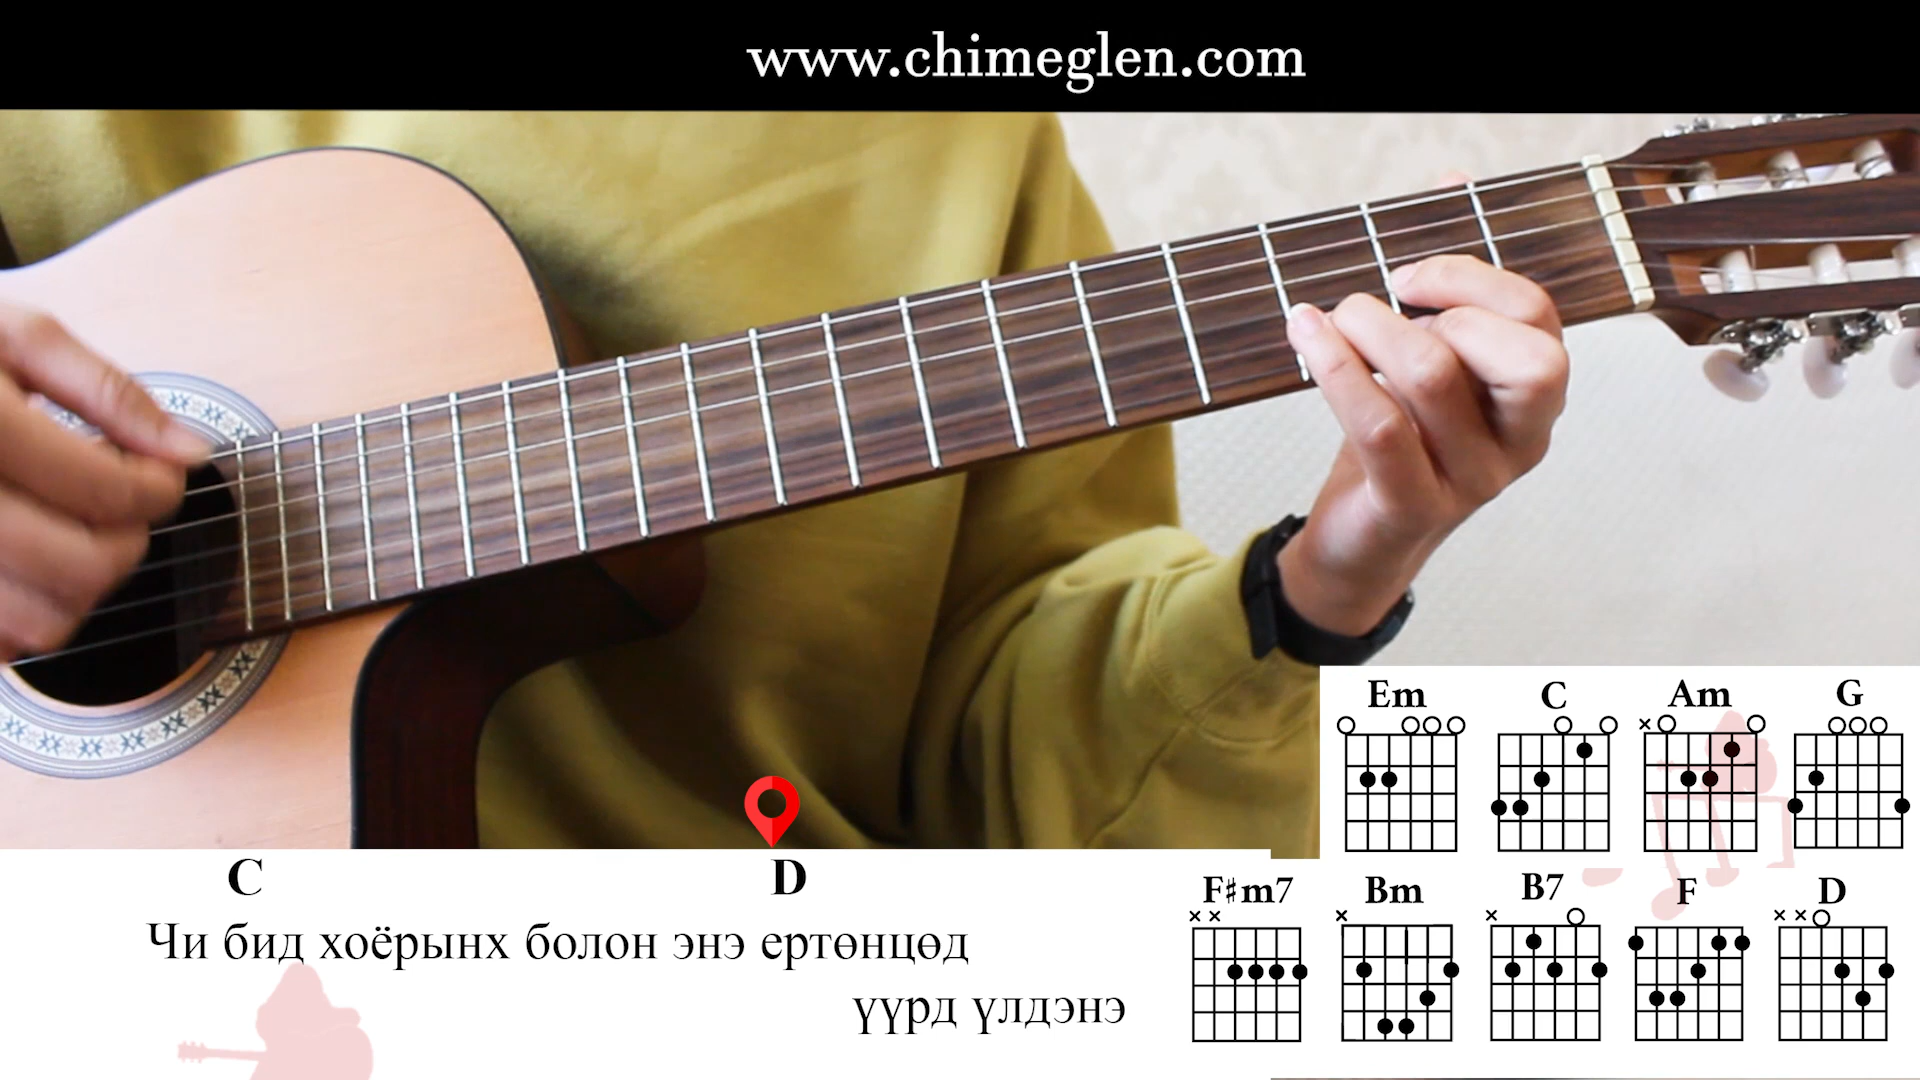 www.chimeglen.com
C D
Чи бид хоёрынх болон энэ ертөнцөд
үүрд үлдэнэ
Em C Am G
F♯m7 Bm B7 F D